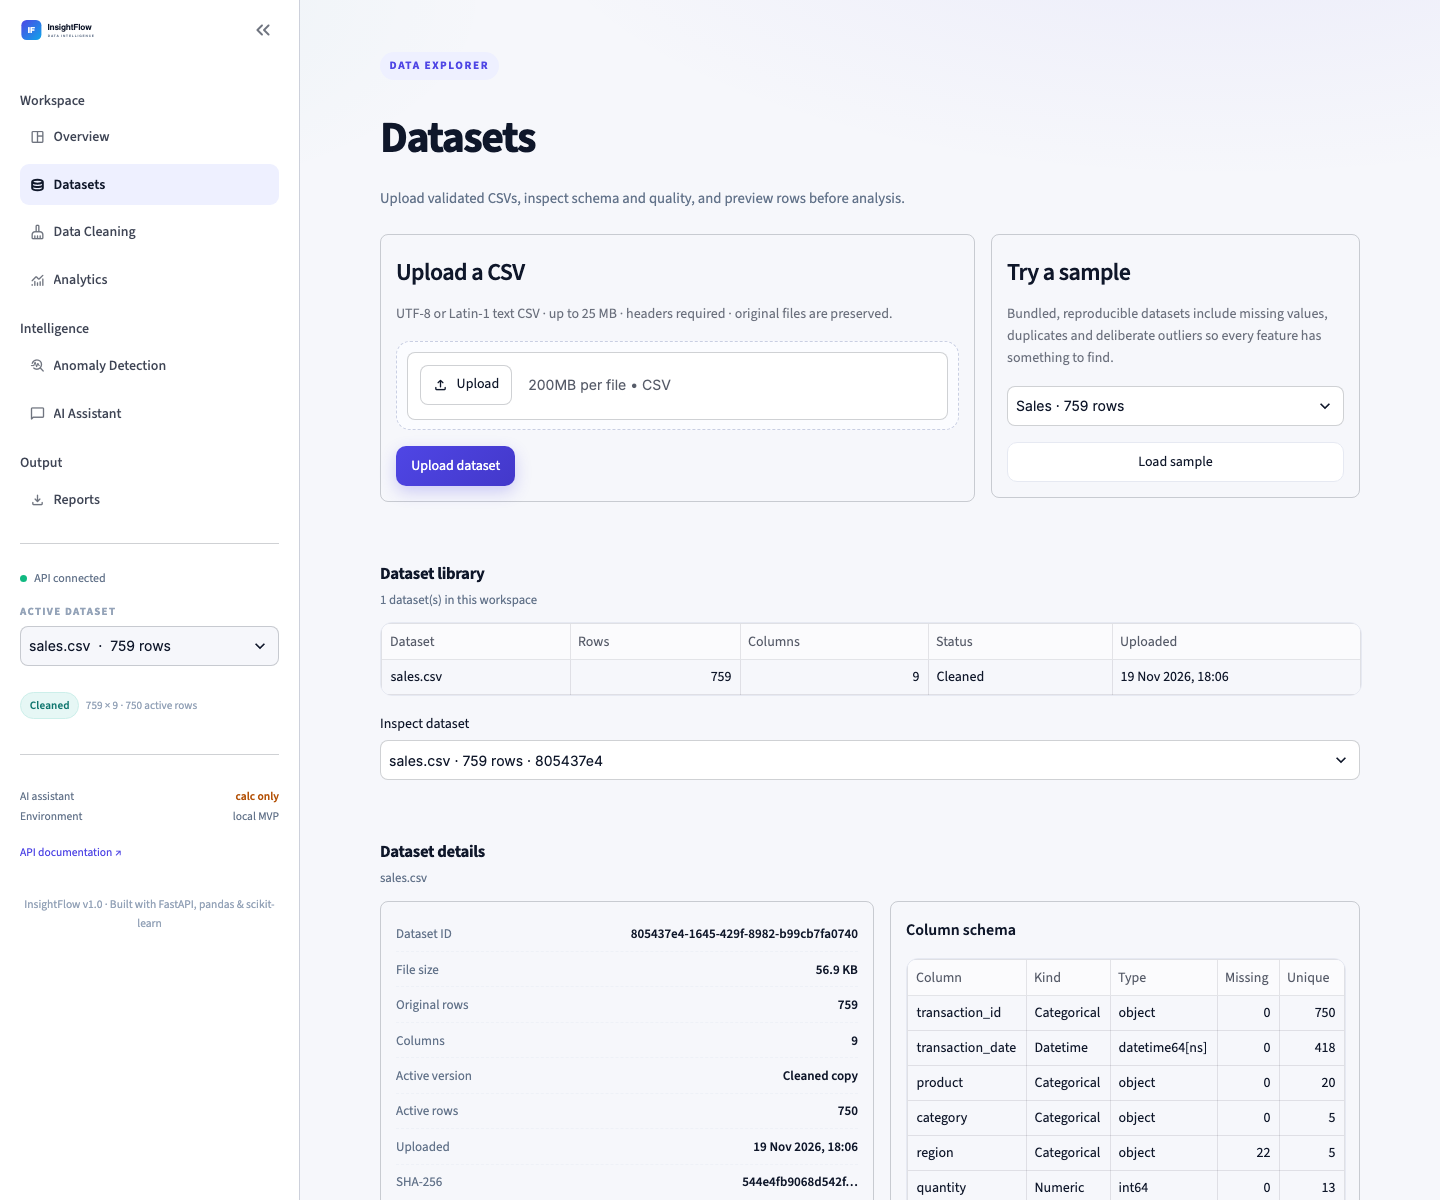 IF InsightFlow
DATA INTELLIGENCE
Workspace
Overview
Datasets
Data Cleaning
Analytics
Intelligence
Anomaly Detection
AI Assistant
Output
Reports
API connected
ACTIVE DATASET
sales.csv · 759 rows
Cleaned 759 × 9 · 750 active rows
AI assistant calc only
Environment local MVP
API documentation ↗
InsightFlow v1.0 · Built with FastAPI, pandas & scikit-
learn
DATA EXPLORER
Datasets
Upload validated CSVs, inspect schema and quality, and preview rows before analysis.
Upload a CSV
UTF-8 or Latin-1 text CSV · up to 25 MB · headers required · original files are preserved.
Upload 200MB per file • CSV
Upload dataset
Try a sample
Bundled, reproducible datasets include missing values,
duplicates and deliberate outliers so every feature has
something to find.
Sales · 759 rows
Load sample
Dataset library
1 dataset(s) in this workspace
Dataset Rows Columns Status Uploaded
sales.csv 759 9 Cleaned 19 Nov 2026, 18:06
Inspect dataset
sales.csv · 759 rows · 805437e4
Dataset details
sales.csv
Dataset ID 805437e4-1645-429f-8982-b99cb7fa0740
File size 56.9 KB
Original rows 759
Columns 9
Active version Cleaned copy
Active rows 750
Uploaded 19 Nov 2026, 18:06
SHA-256 544e4fb9068d542f…
Column schema
Column Kind Type Missing Unique
transaction_id Categorical object 0 750
transaction_date Datetime datetime64[ns] 0 418
product Categorical object 0 20
category Categorical object 0 5
region Categorical object 22 5
quantity Numeric int64 0 13